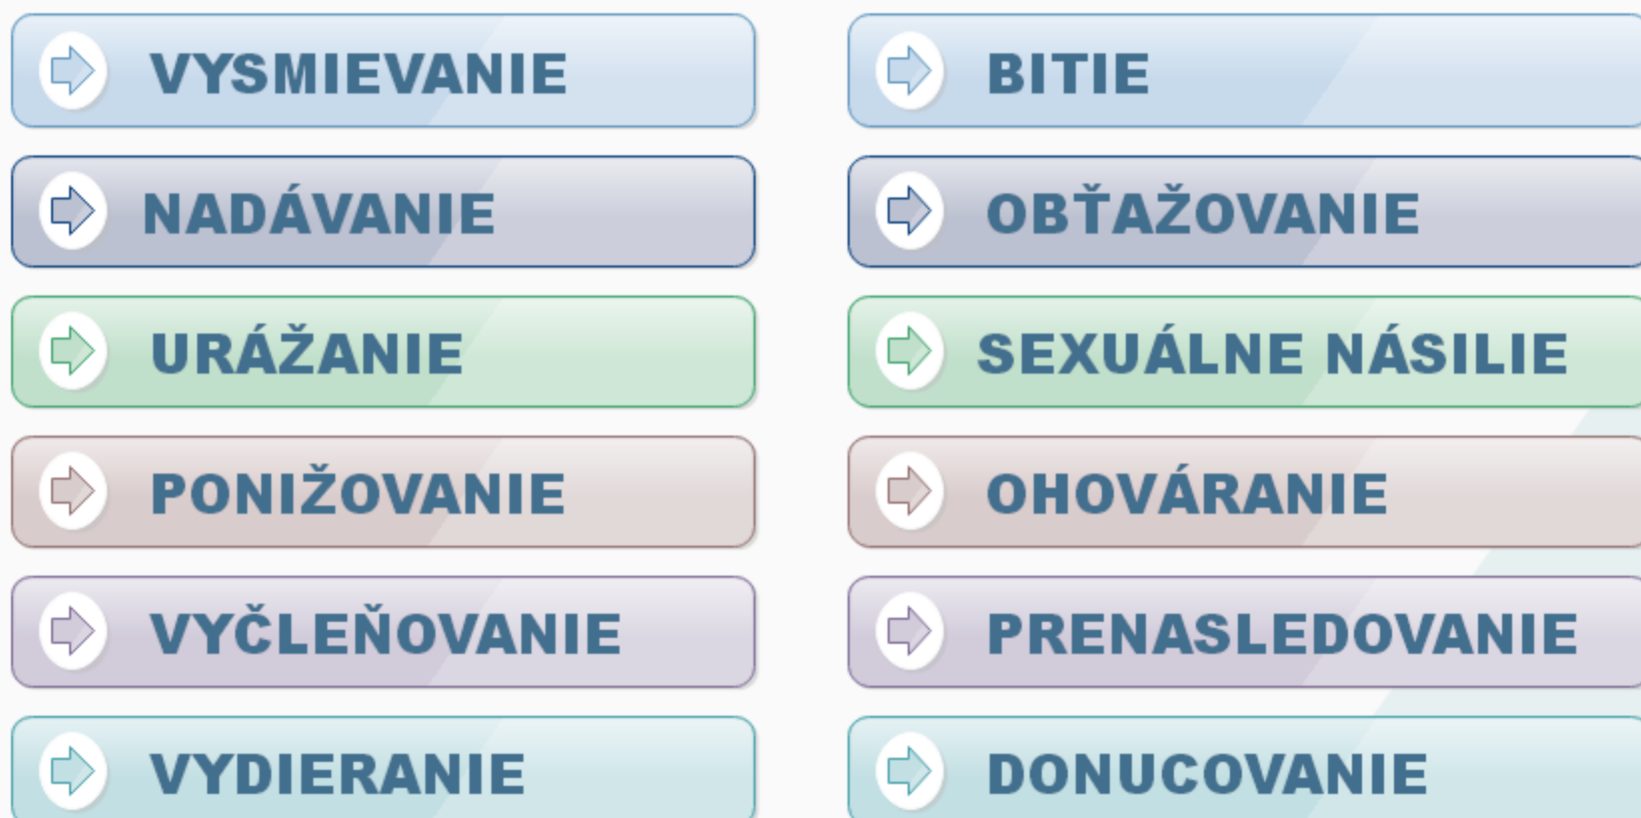 VYSMIEVANIE
NADÁVANIE
URÁŽANIE
PONIŽOVANIE
VYČLEŇOVANIE
VYDIERANIE
BITIE
OBŤAŽOVANIE
SEXUÁLNE NÁSILIE
OHOVÁRANIE
PRENASLEDOVANIE
DONUCOVANIE